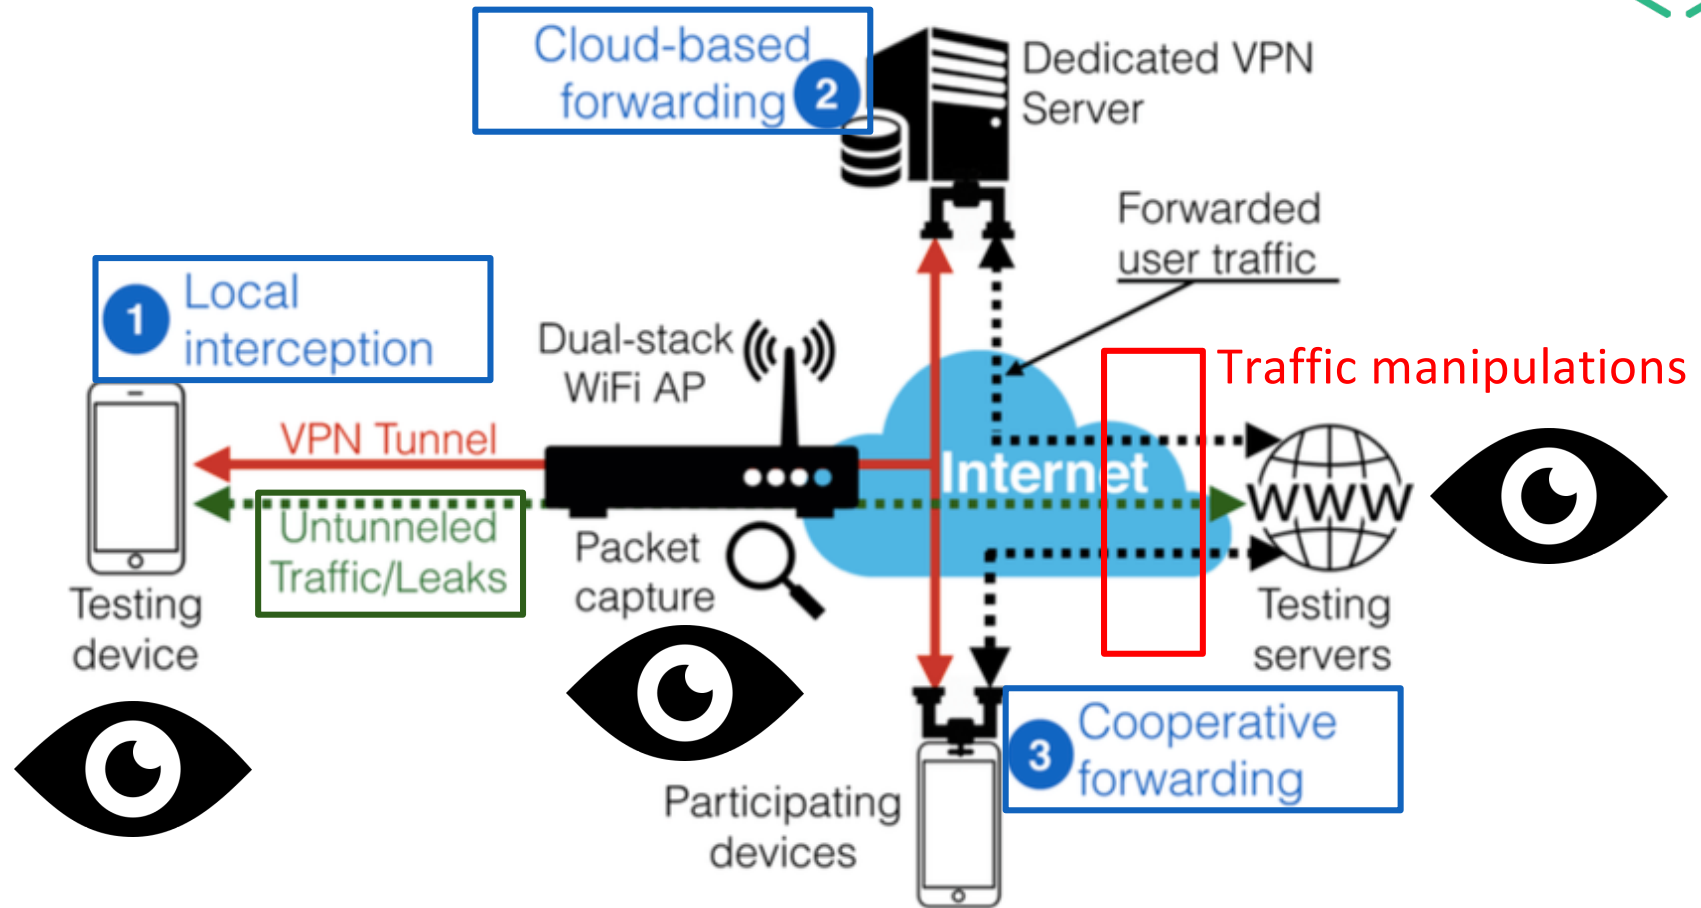 Cloud-based
forwarding 2
Dedicated VPN
Server
Forwarded
user traffic
1 Local
interception
Dual-stack
WiFi AP
Traffic manipulations
VPN Tunnel
Internet
WWW
Untunneled
Traffic/Leaks
Packet
capture
Testing
device
Testing
servers
3 Cooperative
forwarding
Participating
devices